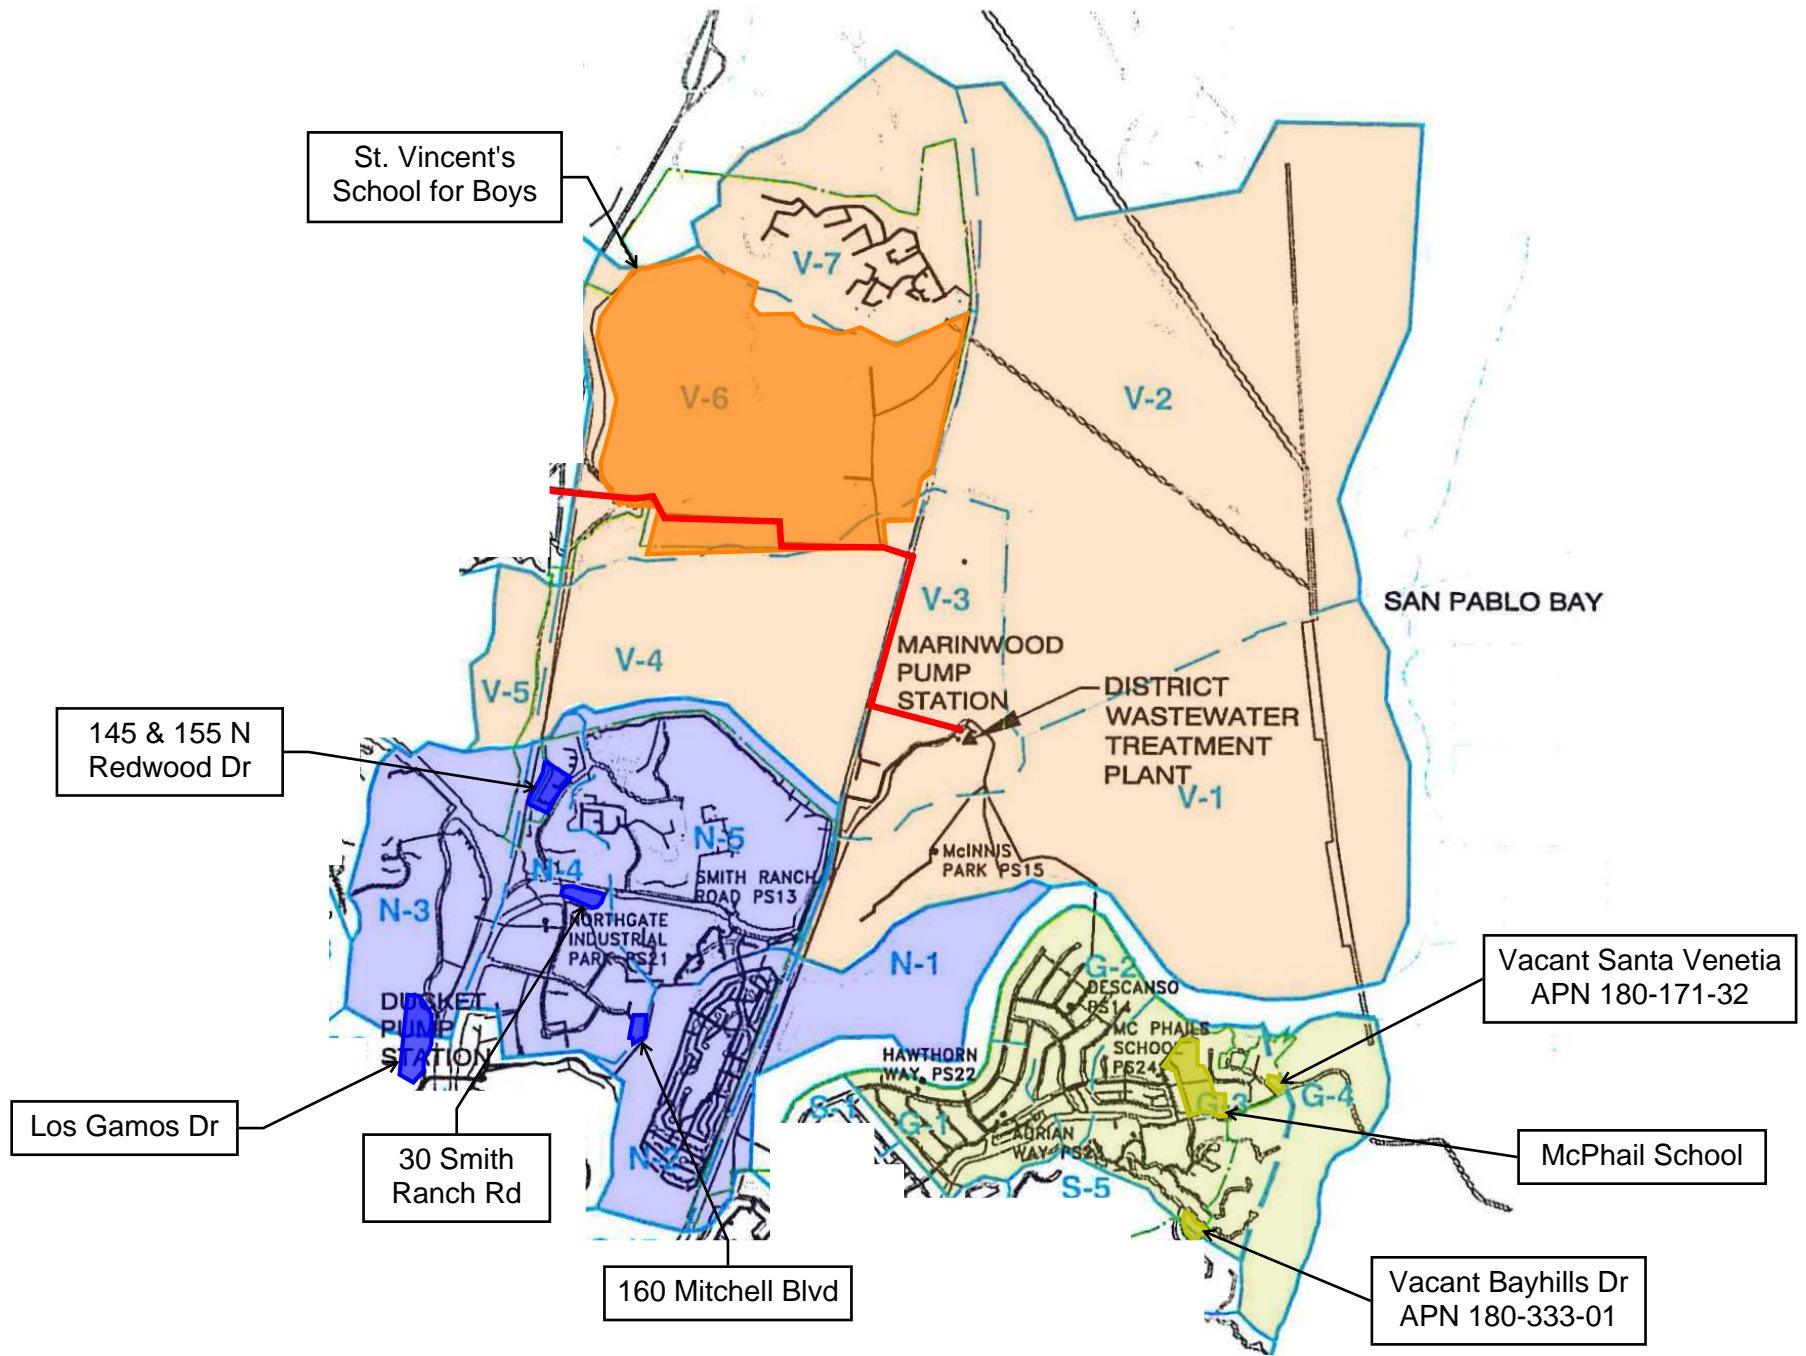 St. Vincent's
School for Boys
V-7
V-6
V-2
V-3
SAN PABLO BAY
MARINWOOD
PUMP
STATION
V-4
V-5
DISTRICT
WASTEWATER
TREATMENT
PLANT
V-1
145 & 155 N
Redwood Dr
N-5
McINNIS
PARK PS15
N-4
SMITH RANCH
ROAD PS13
N-3
NORTHGATE
INDUSTRIAL
PARK PS21
N-1
G-2
DESCANSO
PS14
Vacant Santa Venetia
APN 180-171-32
DUCKET
PUMP
STATION
MC PHAILS
SCHOOL
PS24
HAWTHORN
WAY PS22
G-3
G-4
S-1
G-1
Los Gamos Dr
30 Smith
Ranch Rd
ADRIAN
WAY
McPhail School
S-5
160 Mitchell Blvd
Vacant Bayhills Dr
APN 180-333-01